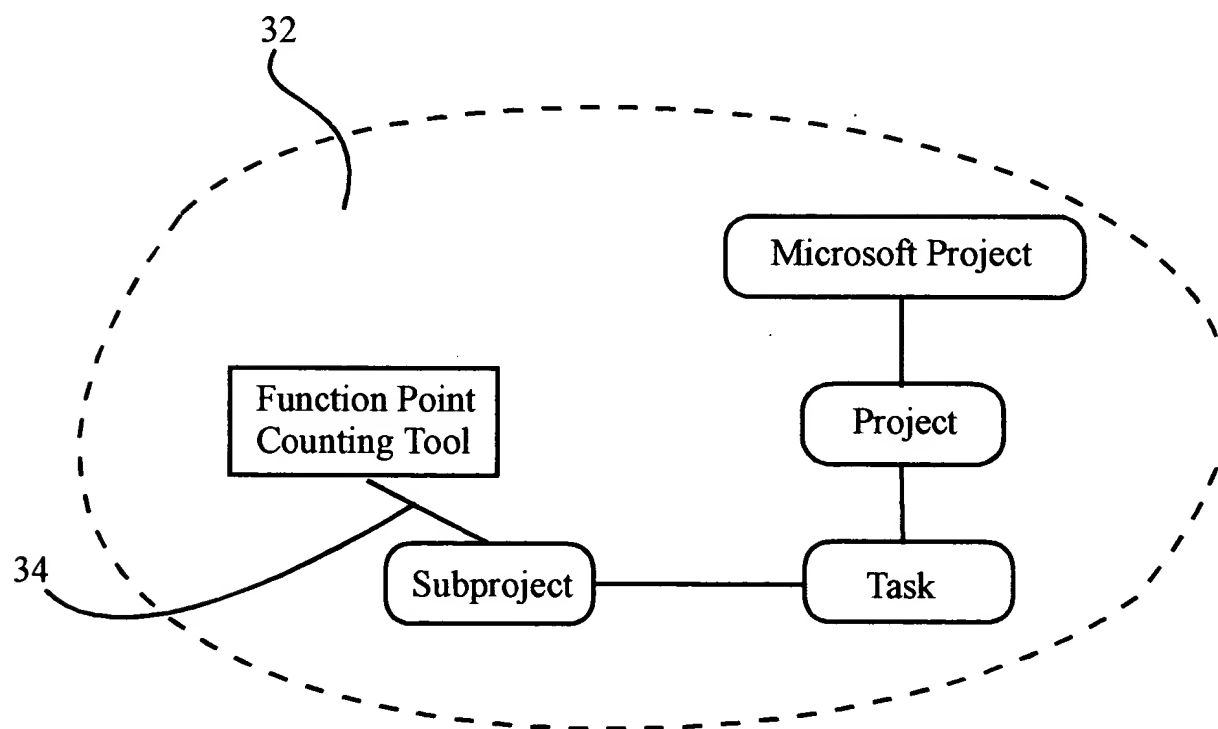 32
Microsoft Project
Function Point
Counting Tool
Project
34
Subproject
Task